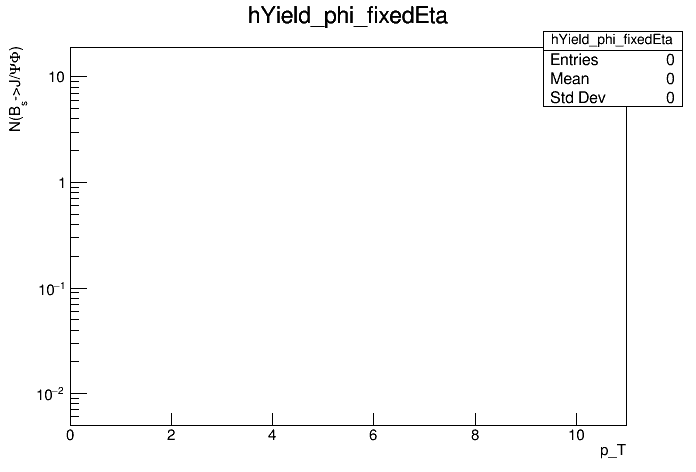 hYield_phi_fixedEta
hYield_phi_fixedEta
Entries 0
Mean 0
Std Dev 0
N(B_s->J/ΨΦ)
10
1
10⁻¹
10⁻²
0 2 4 6 8 10
p_T